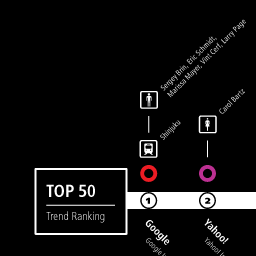 Sergey Brin, Eric Schmidt,
Marissa Mayer, Vint Cerf, Larry Page
Carol Bartz
Shinjuku
TOP 50
Trend Ranking
1
2
Google
Yahoo!